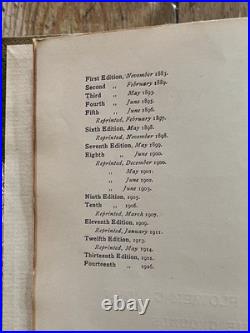 First Edition, November 1883.
Second ,, February 1889.
Third ,, May 1893.
Fourth ,, June 1895.
Fifth ,, June 1896.
Reprinted, February 1897.
Sixth Edition, May 1898.
Reprinted, November 1898.
Seventh Edition, May 1899.
Eighth ,, June 1900.
Reprinted, December 1900.
,, May 1901.
,, June 1902.
,, June 1903.
Ninth Edition, 1905.
Tenth ,, 1906.
Reprinted, March 1907.
Eleventh Edition, 1909.
Reprinted, January 1911.
Twelfth Edition, 1913.
Reprinted, May 1914.
Thirteenth Edition, 1921.
Fourteenth ,, 1926.